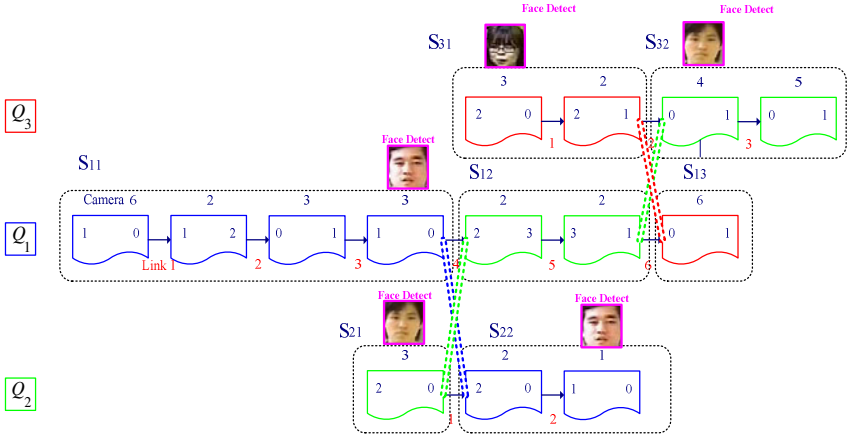 Face Detect
Face Detect
S31
S32
3
2
4
5
Q3
2 0
2 1
0 1
0 1
1
2
3
Face Detect
S11
S12
S13
Camera 6
2
3
3
2
2
6
Q1
1 0
1 2
0 1
1 0
2 3
3 1
0 1
Link 1
2
3
4
5
6
Face Detect
Face Detect
S21
S22
3
2
1
Q2
2 0
2 0
1 0
1
2